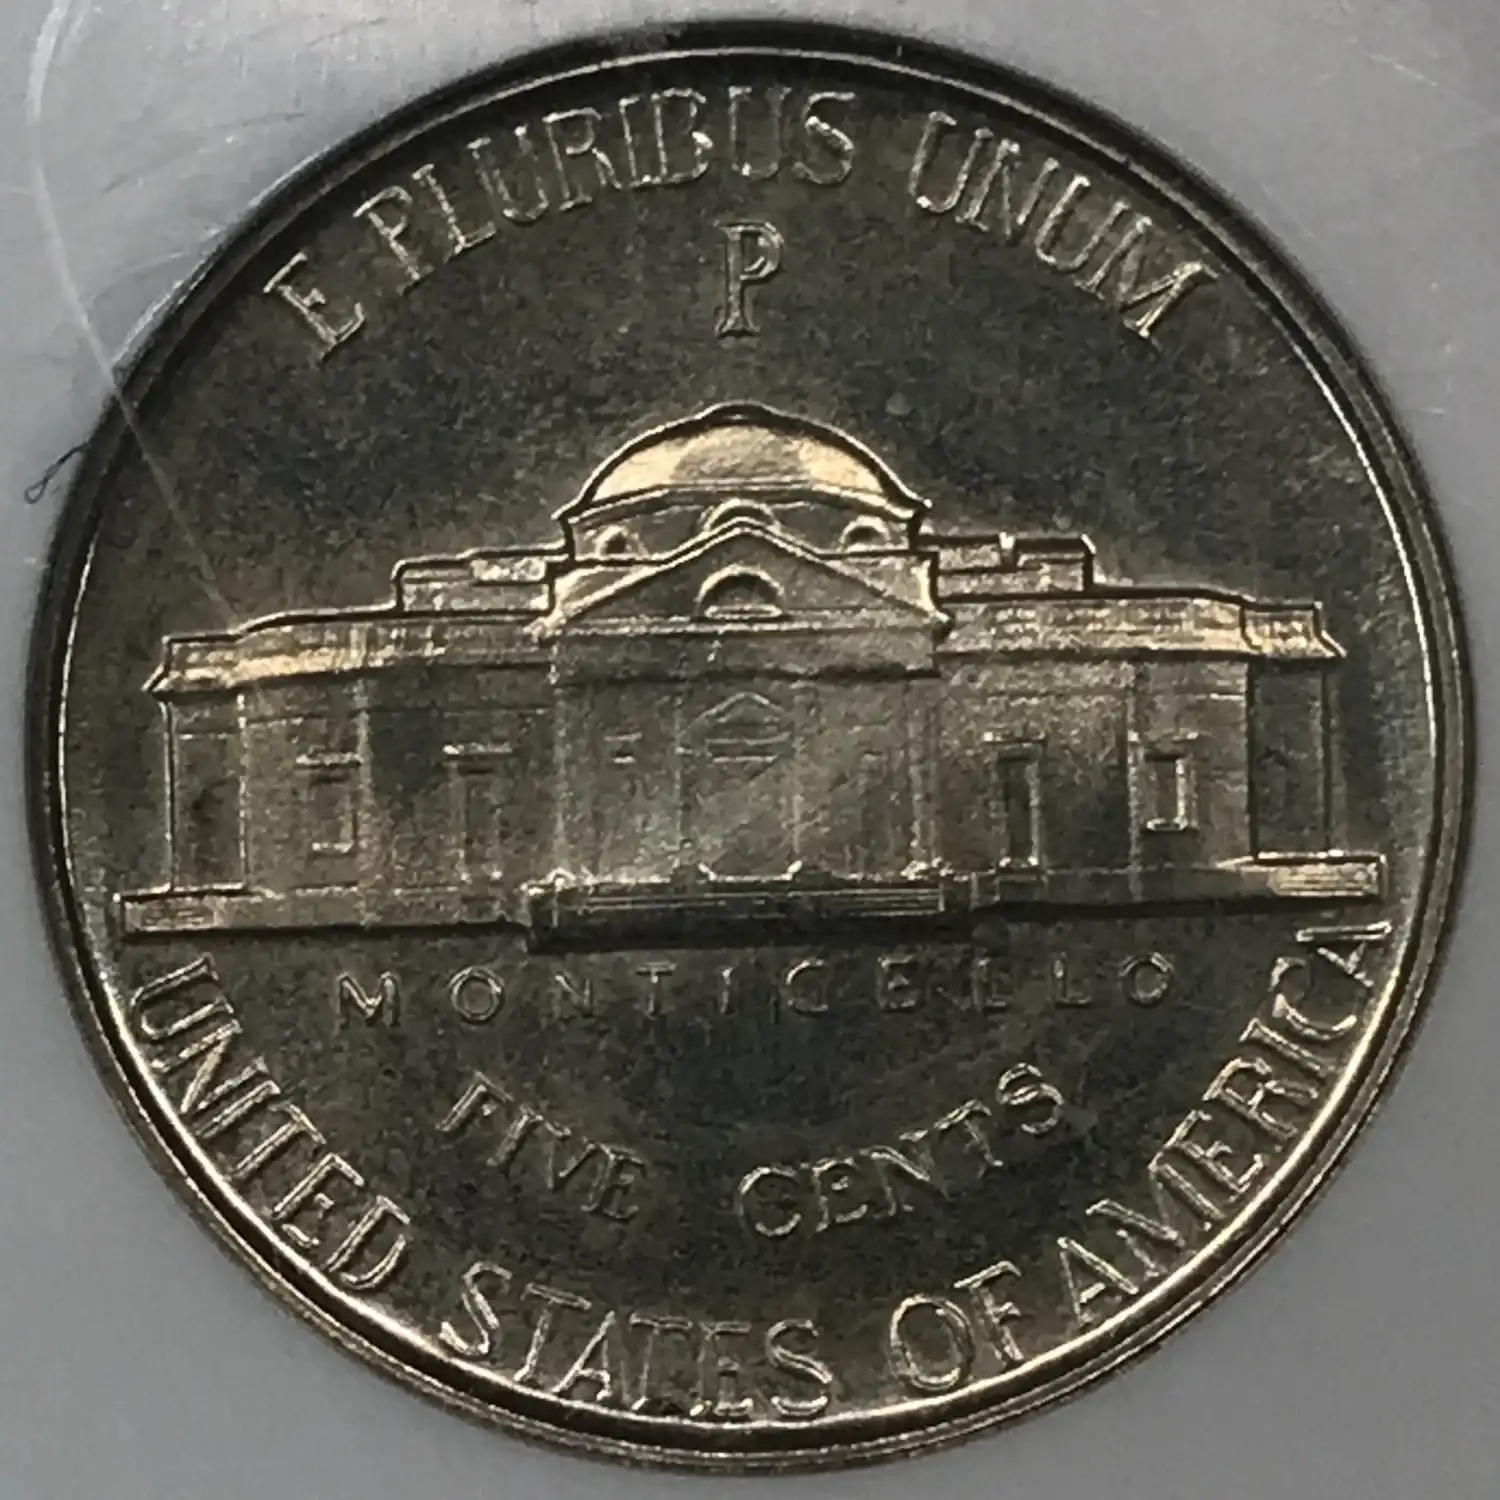 E PLURIBUS UNUM
P
MONTICELLO
FIVE CENTS
UNITED STATES OF AMERICA